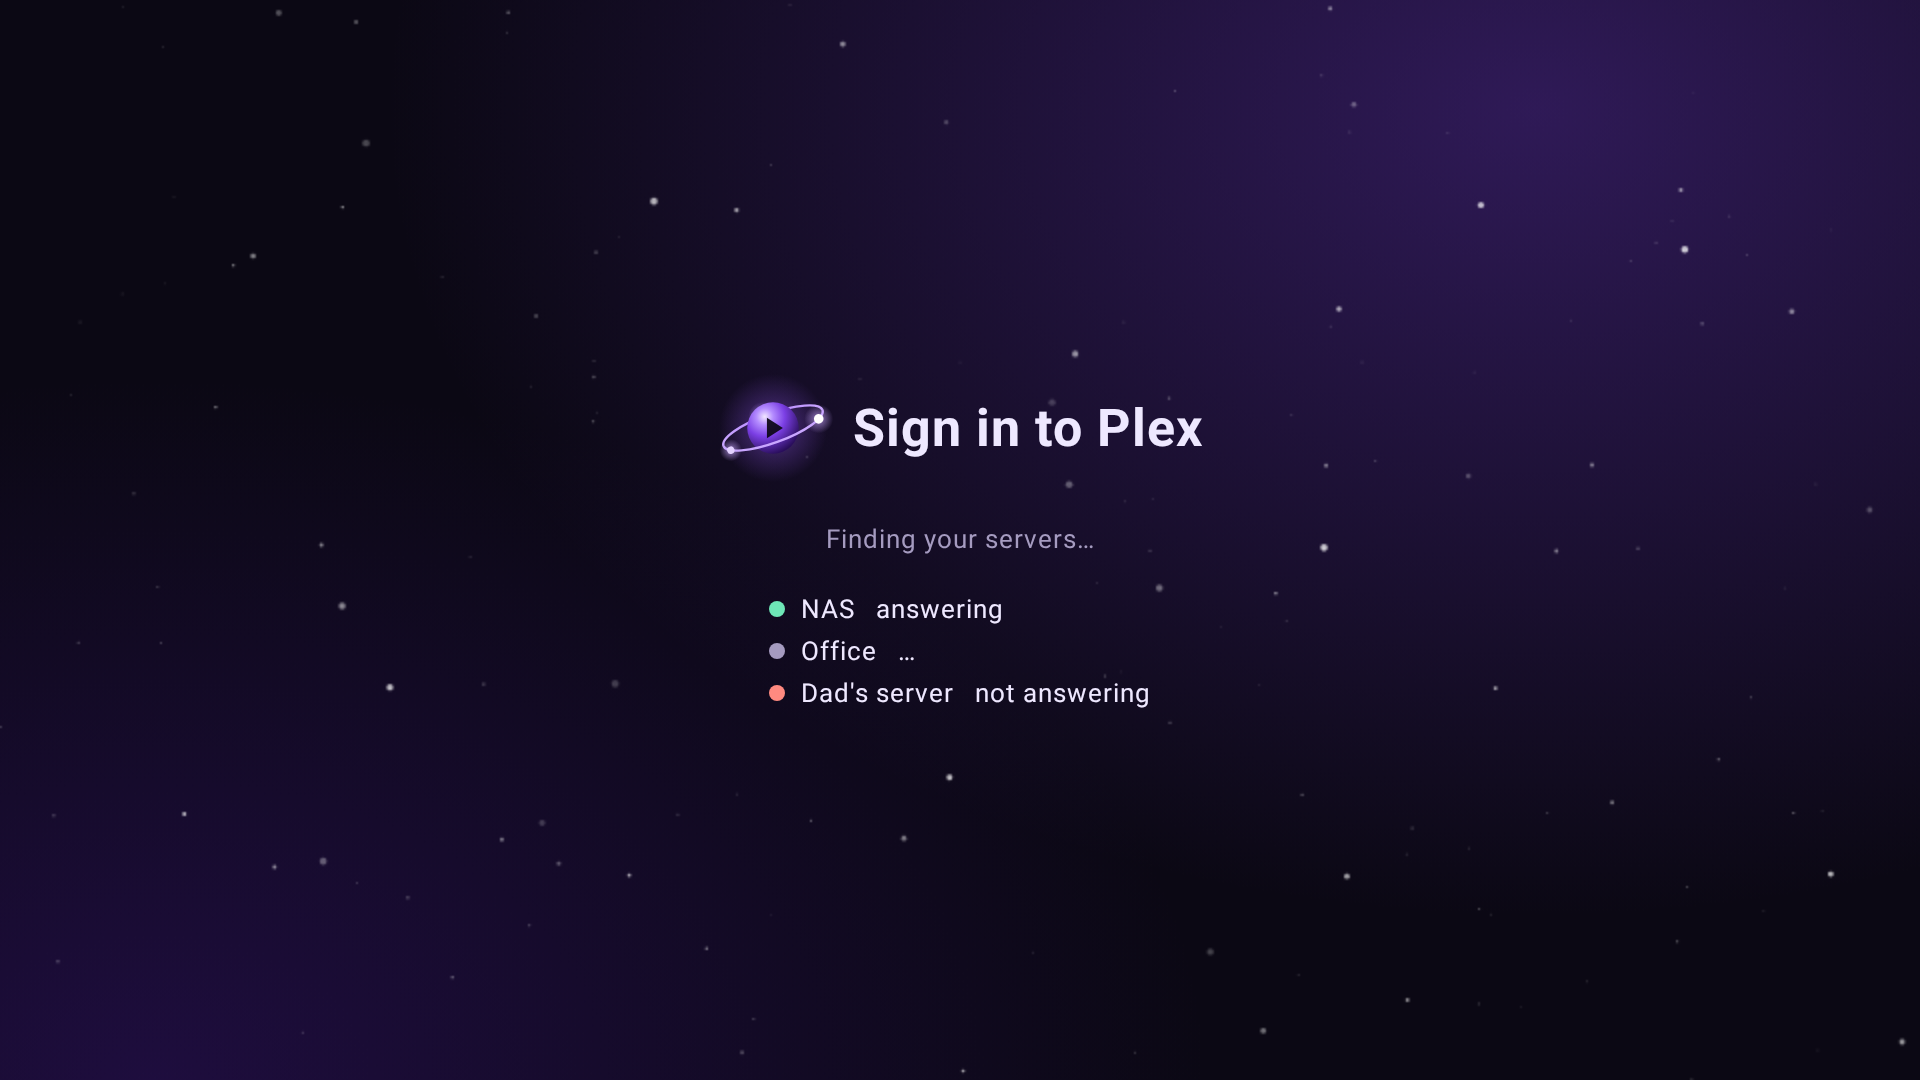 Sign in to Plex
Finding your servers…
NAS answering
Office …
Dad's server not answering